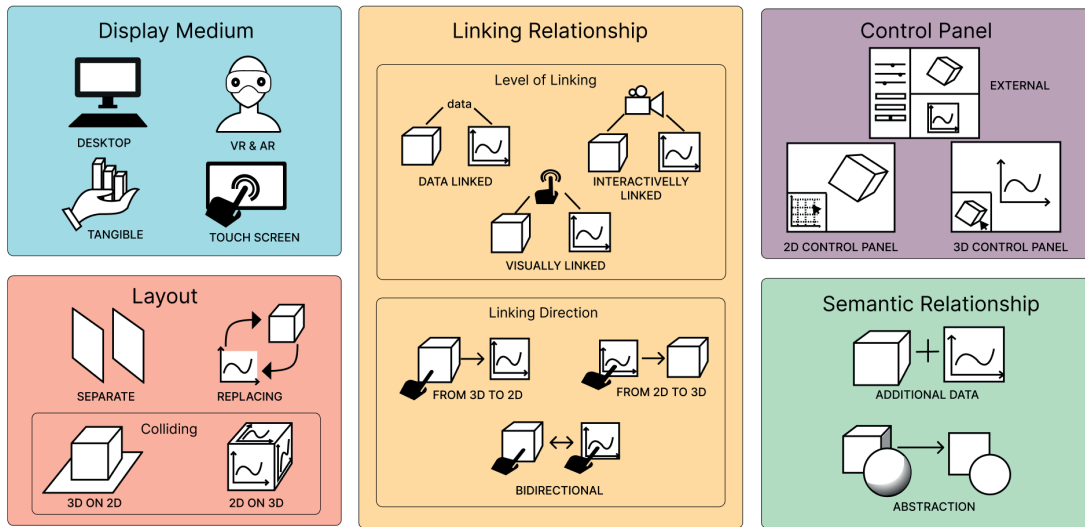 Display Medium
DESKTOP
VR & AR
TANGIBLE
TOUCH SCREEN
Layout
SEPARATE
REPLACING
Colliding
3D ON 2D
2D ON 3D
Linking Relationship
Level of Linking
data
DATA LINKED
INTERACTIVELLY
LINKED
VISUALLY LINKED
Linking Direction
FROM 3D TO 2D
FROM 2D TO 3D
BIDIRECTIONAL
Control Panel
EXTERNAL
2D CONTROL PANEL
3D CONTROL PANEL
Semantic Relationship
ADDITIONAL DATA
ABSTRACTION